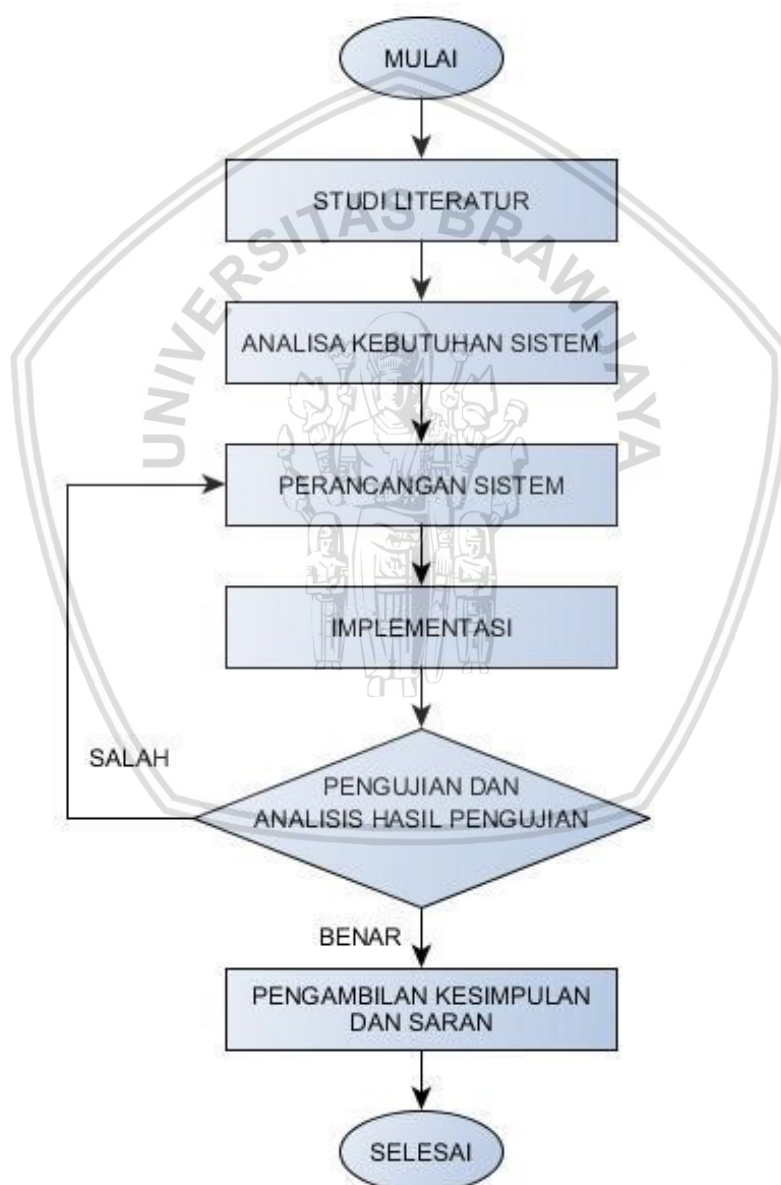 MULAI
STUDI LITERATUR
UNIVERSITAS BRAWIJAYA
ANALISA KEBUTUHAN SISTEM
PERANCANGAN SISTEM
IMPLEMENTASI
SALAH
PENGUJIAN DAN
ANALISIS HASIL PENGUJIAN
BENAR
PENGAMBILAN KESIMPULAN
DAN SARAN
SELESAI